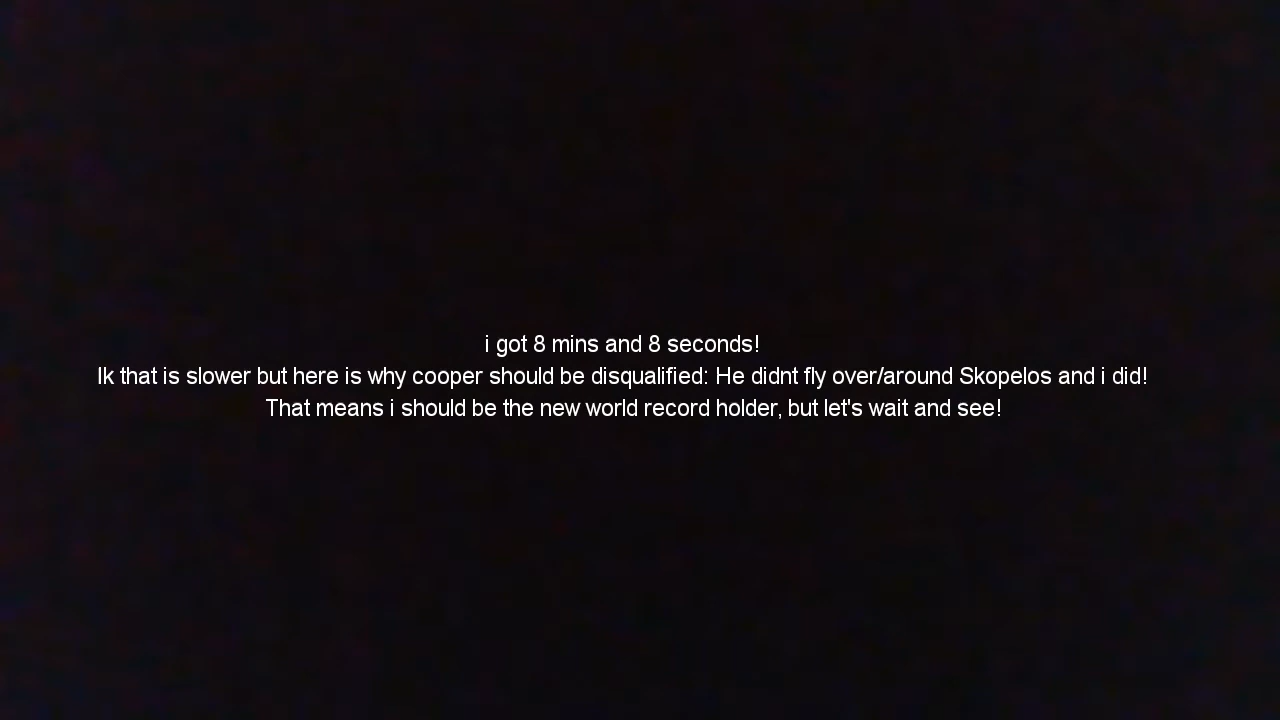 i got 8 mins and 8 seconds!
Ik that is slower but here is why cooper should be disqualified: He didnt fly over/around Skopelos and i did!
That means i should be the new world record holder, but let's wait and see!